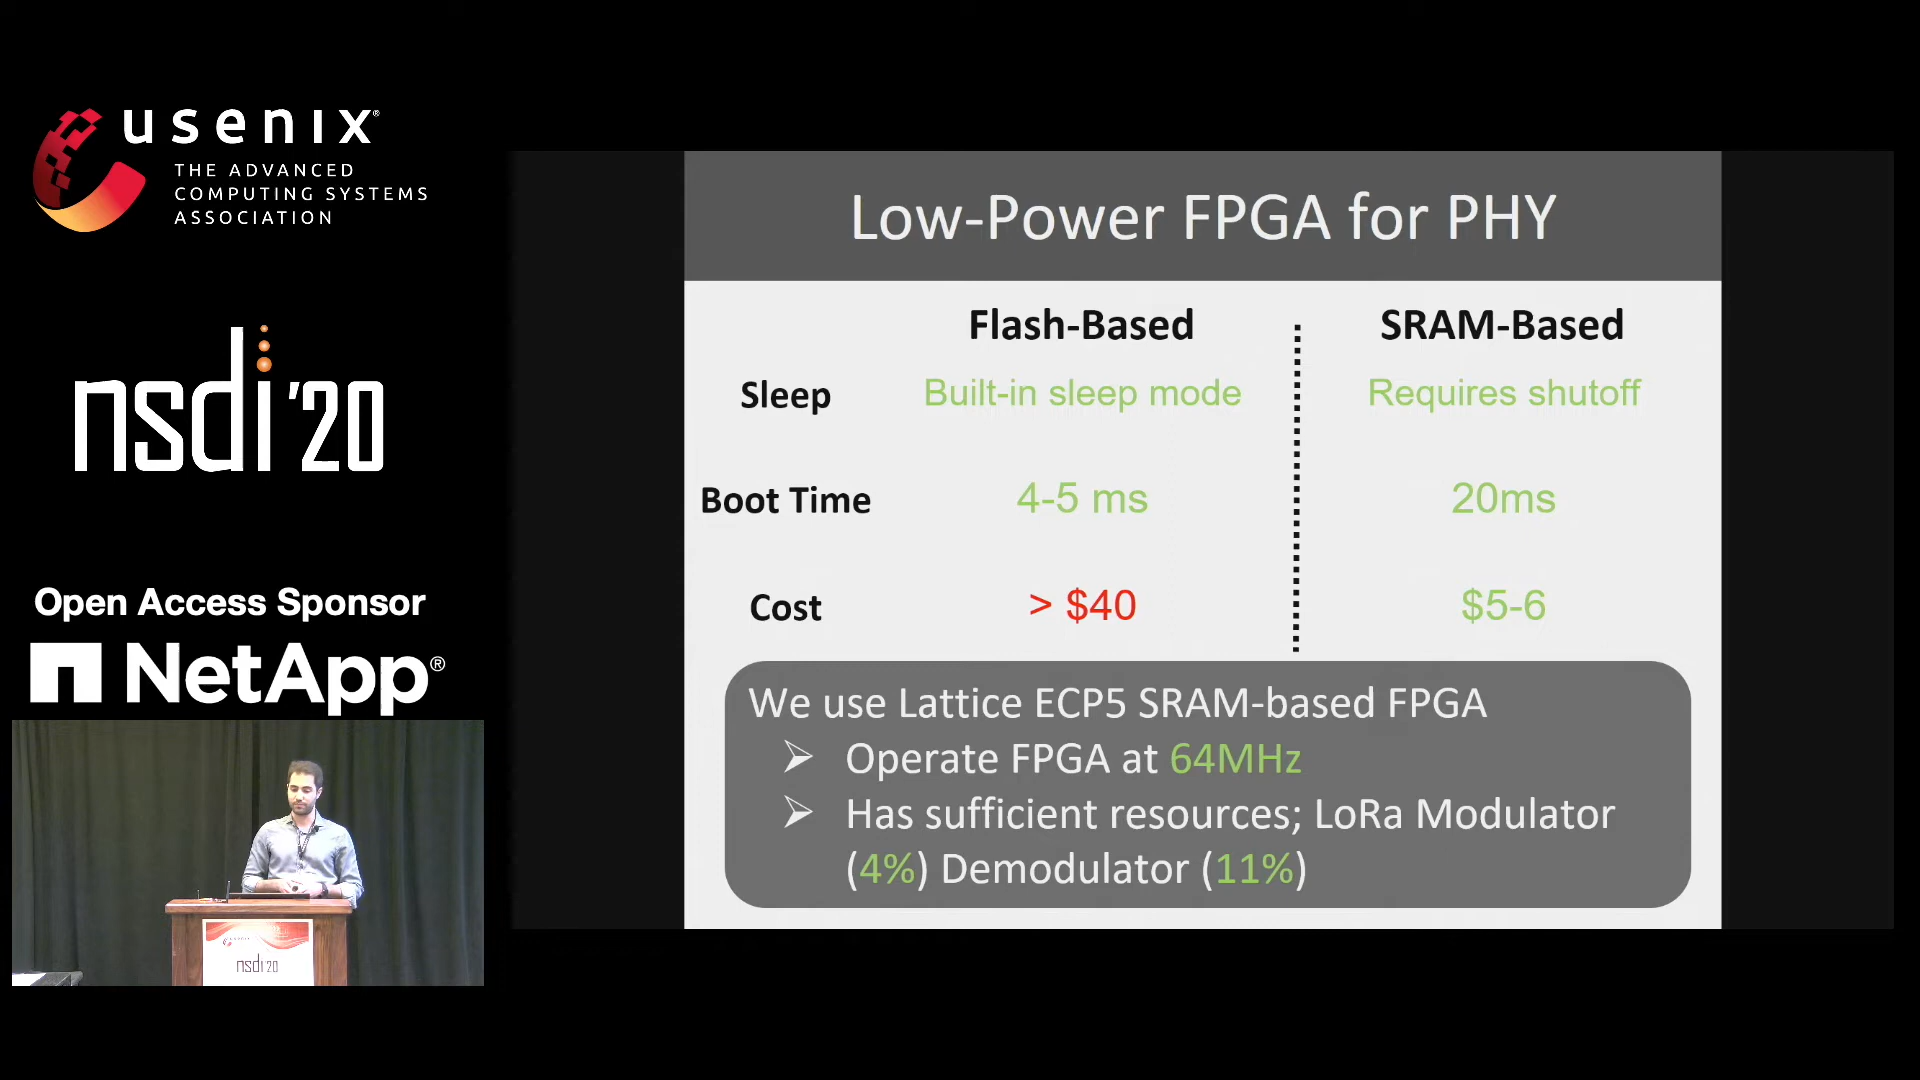 usenix®
THE ADVANCED
COMPUTING SYSTEMS
ASSOCIATION
nsdi '20
Open Access Sponsor
NetApp®
nsdi '20
Low-Power FPGA for PHY
Flash-Based SRAM-Based
Sleep Built-in sleep mode Requires shutoff
Boot Time 4-5 ms 20ms
Cost > $40 $5-6
We use Lattice ECP5 SRAM-based FPGA
➢ Operate FPGA at 64MHz
➢ Has sufficient resources; LoRa Modulator
(4%) Demodulator (11%)